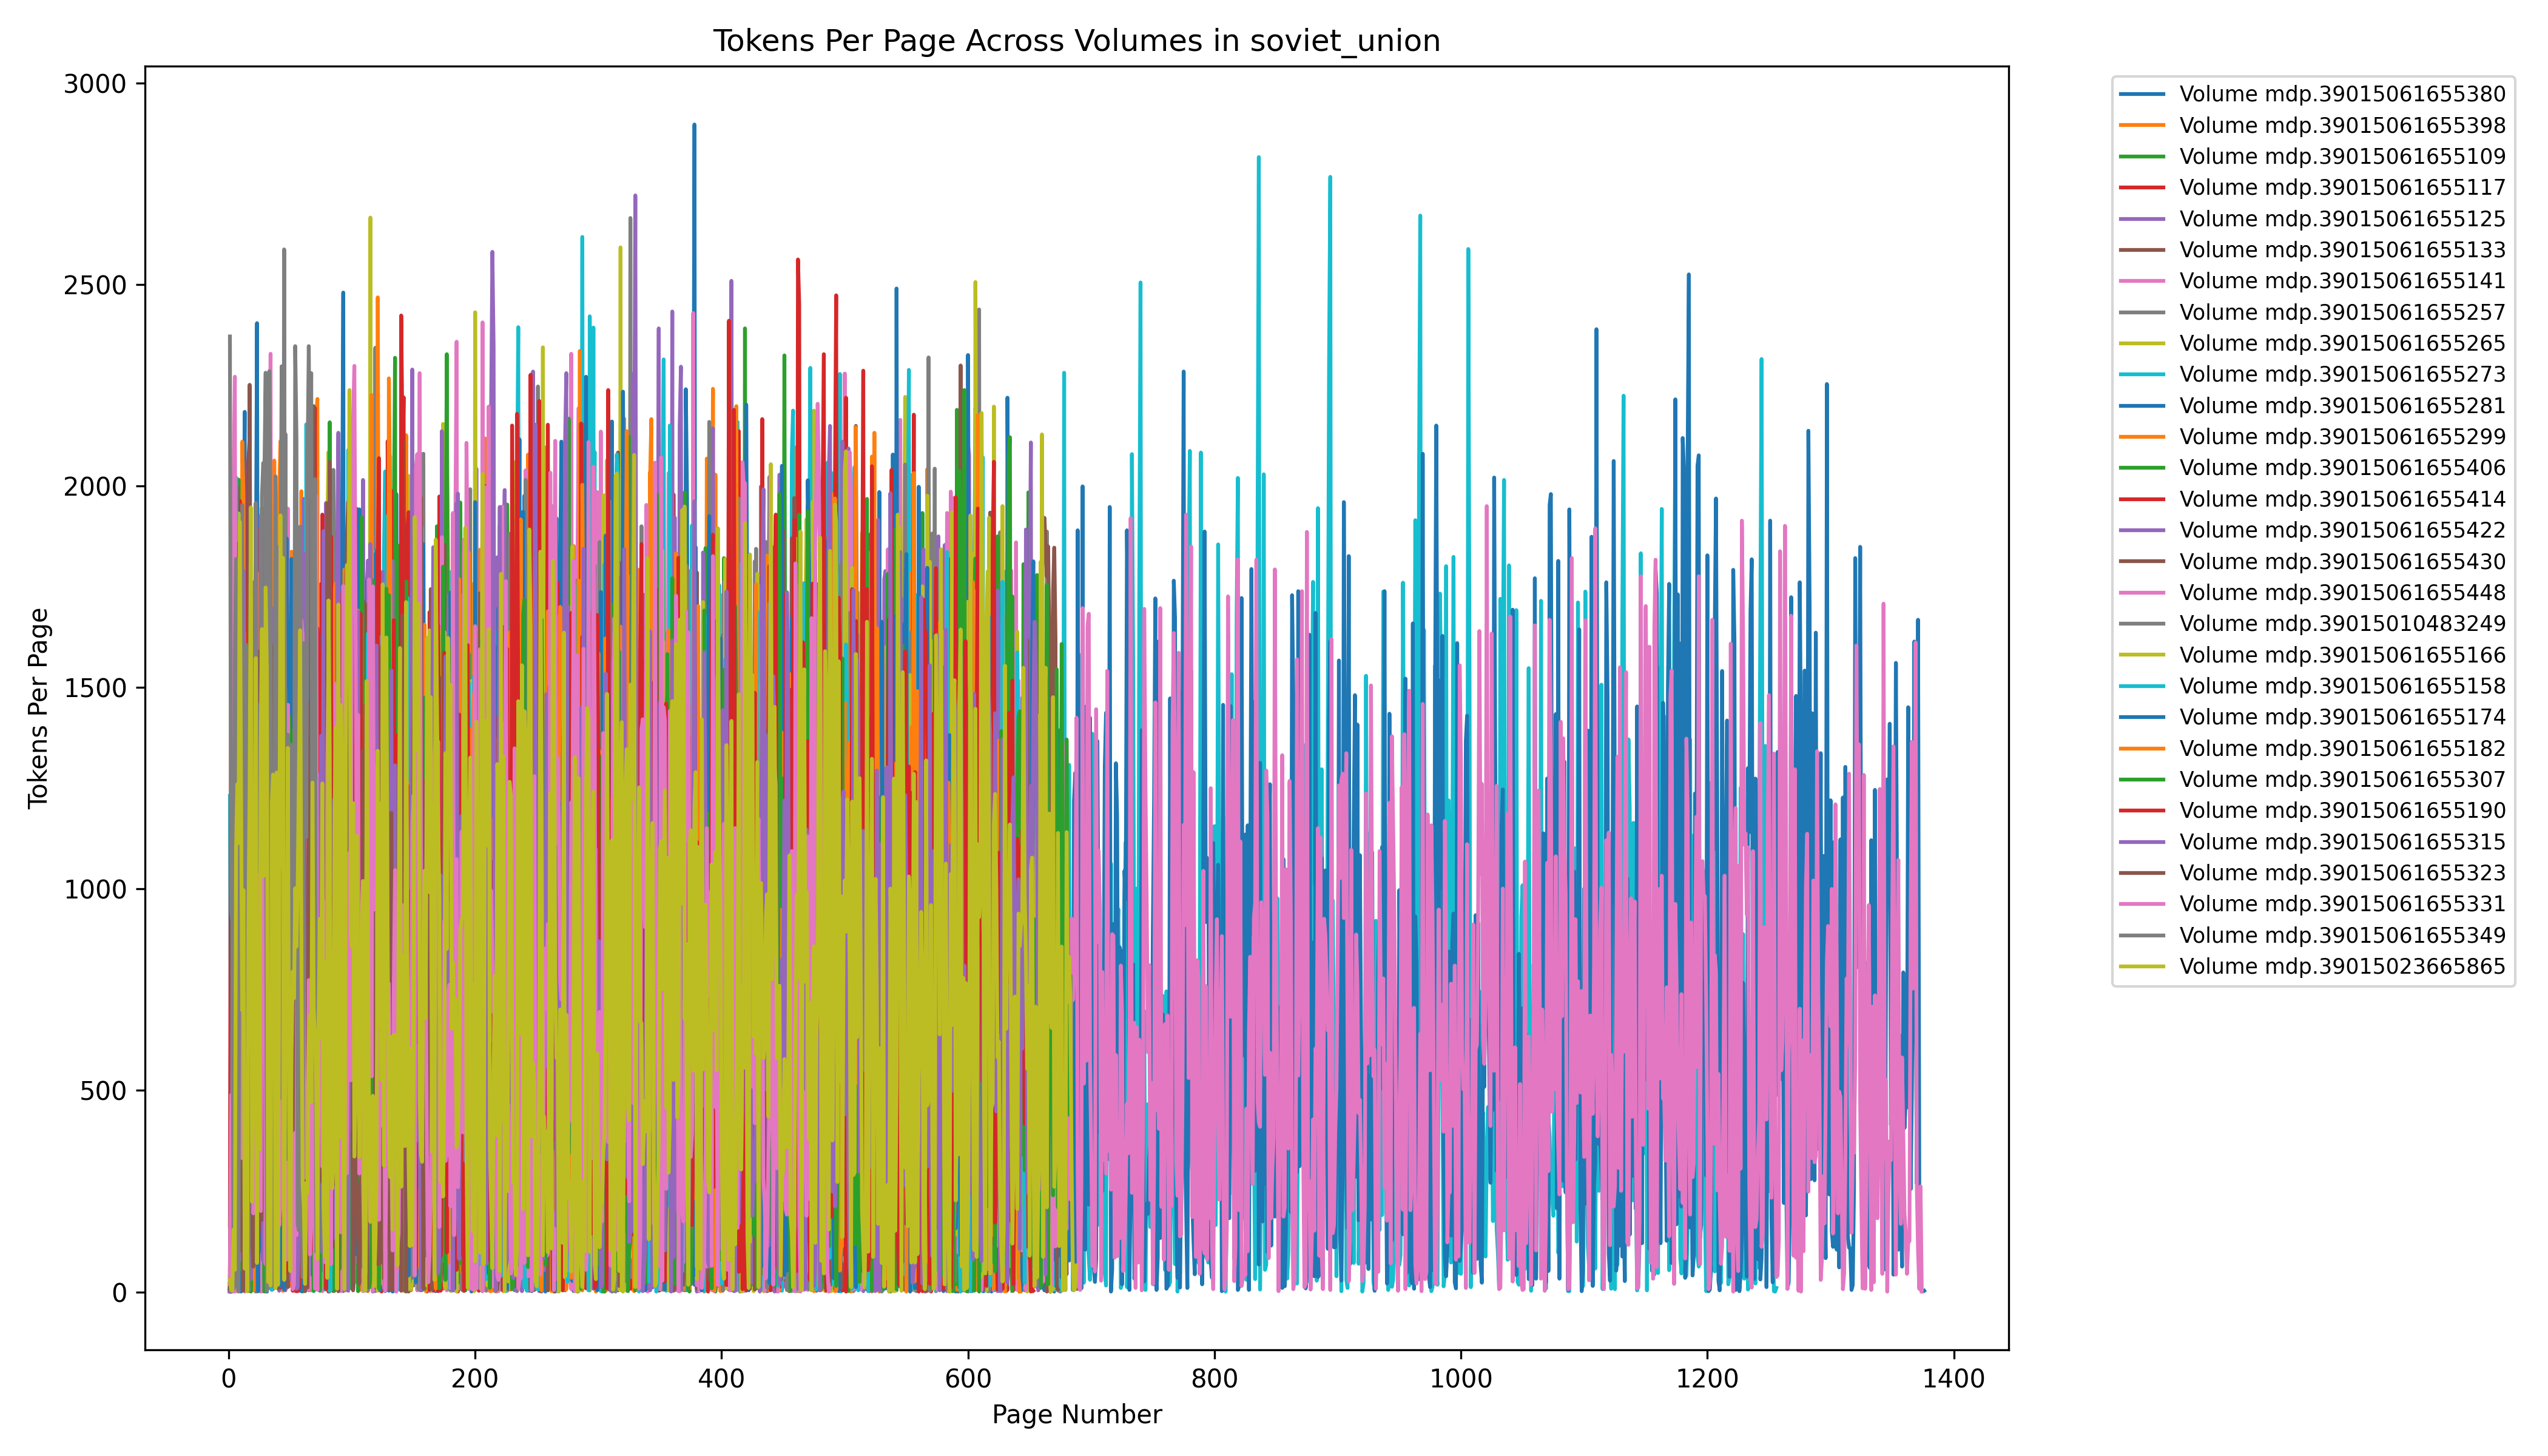 Tokens Per Page Across Volumes in soviet_union
3000
2500
2000
1500
1000
500
0
Tokens Per Page
0 200 400 600 800 1000 1200 1400
Page Number
Volume mdp.39015061655380
Volume mdp.39015061655398
Volume mdp.39015061655109
Volume mdp.39015061655117
Volume mdp.39015061655125
Volume mdp.39015061655133
Volume mdp.39015061655141
Volume mdp.39015061655257
Volume mdp.39015061655265
Volume mdp.39015061655273
Volume mdp.39015061655281
Volume mdp.39015061655299
Volume mdp.39015061655406
Volume mdp.39015061655414
Volume mdp.39015061655422
Volume mdp.39015061655430
Volume mdp.39015061655448
Volume mdp.39015010483249
Volume mdp.39015061655166
Volume mdp.39015061655158
Volume mdp.39015061655174
Volume mdp.39015061655182
Volume mdp.39015061655307
Volume mdp.39015061655190
Volume mdp.39015061655315
Volume mdp.39015061655323
Volume mdp.39015061655331
Volume mdp.39015061655349
Volume mdp.39015023665865